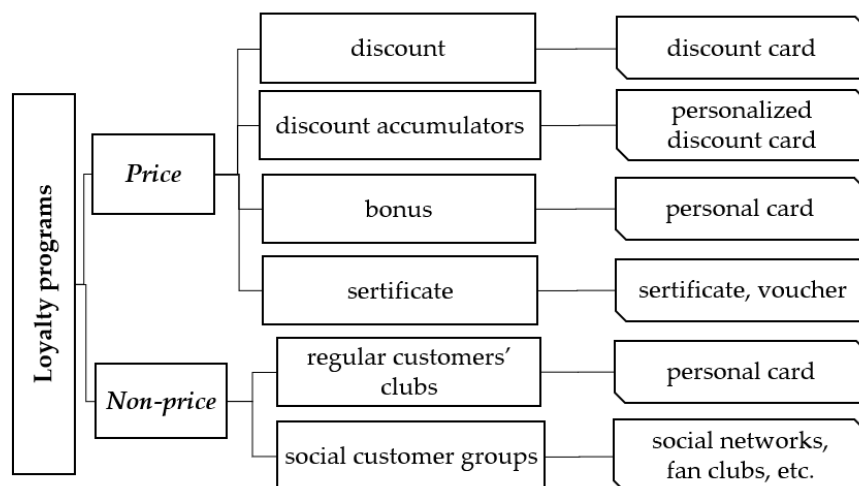 Loyalty programs
Price
discount
discount card
discount accumulators
personalized
discount card
bonus
personal card
sertificate
sertificate, voucher
Non-price
regular customers’
clubs
personal card
social customer groups
social networks,
fan clubs, etc.